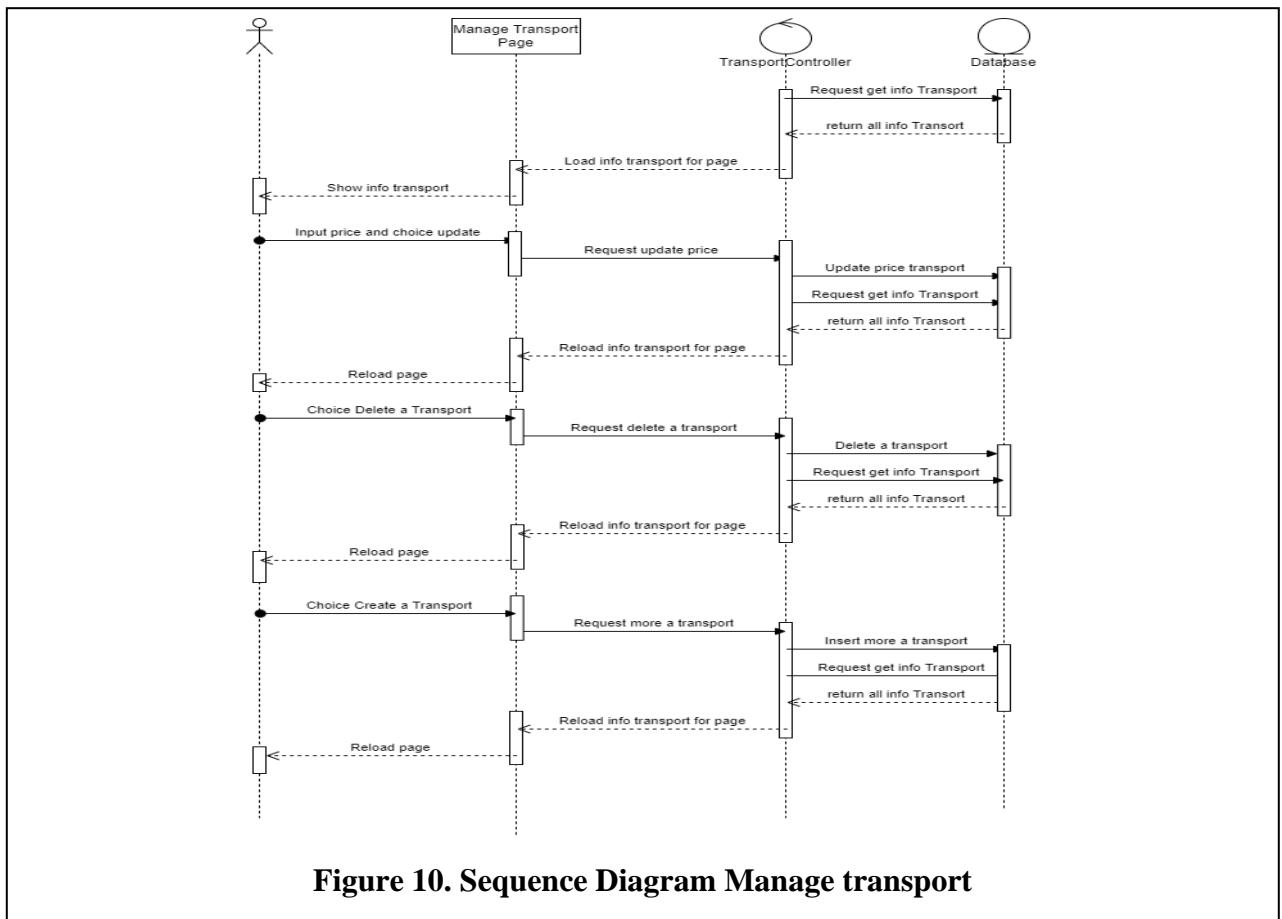 Manage Transport
Page
TransportController
Database
Request get info Transport
return all info Transort
Load info transport for page
Show info transport
Input price and choice update
Request update price
Update price transport
Request get info Transport
return all info Transort
Reload info transport for page
Reload page
Choice Delete a Transport
Request delete a transport
Delete a transport
Request get info Transport
return all info Transort
Reload info transport for page
Reload page
Choice Create a Transport
Request more a transport
Insert more a transport
Request get info Transport
return all info Transort
Reload info transport for page
Reload page
Figure 10. Sequence Diagram Manage transport